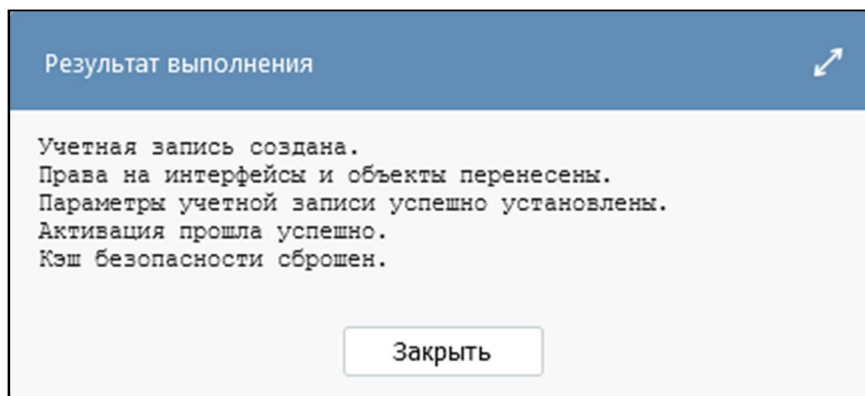 Результат выполнения
Учетная запись создана.
Права на интерфейсы и объекты перенесены.
Параметры учетной записи успешно установлены.
Активация прошла успешно.
Кэш безопасности сброшен.
Закрыть